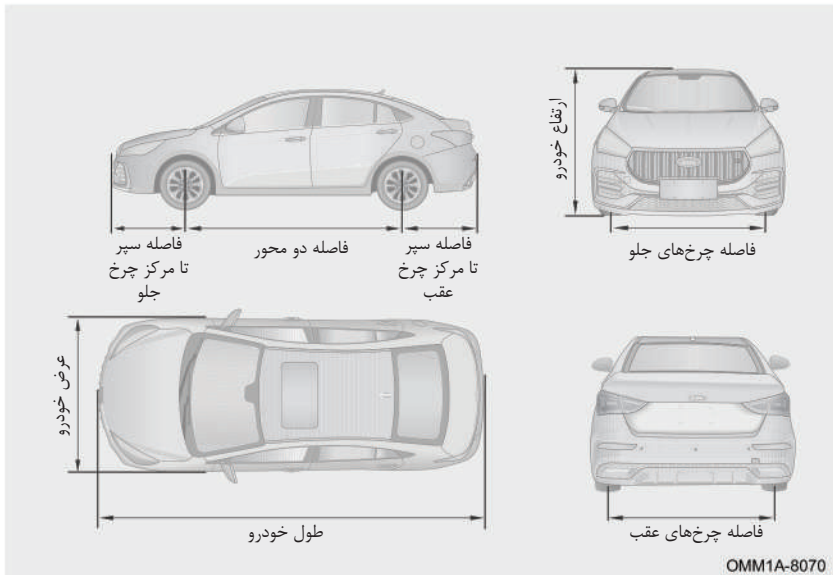 ارتفاع خودرو
فاصله سپر
تا مرکز چرخ
جلو
فاصله دو محور
فاصله سپر
تا مرکز چرخ
عقب
فاصله چرخ‌های جلو
عرض خودرو
طول خودرو
فاصله چرخ‌های عقب
OMM1A-8070